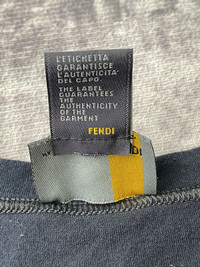 L'ETICHETTA
GARANTISCE
L'AUTENTICITA'
DEL CAPO.
THE LABEL
GUARANTEES
THE
AUTHENTICITY
OF THE
GARMENT
FENDI